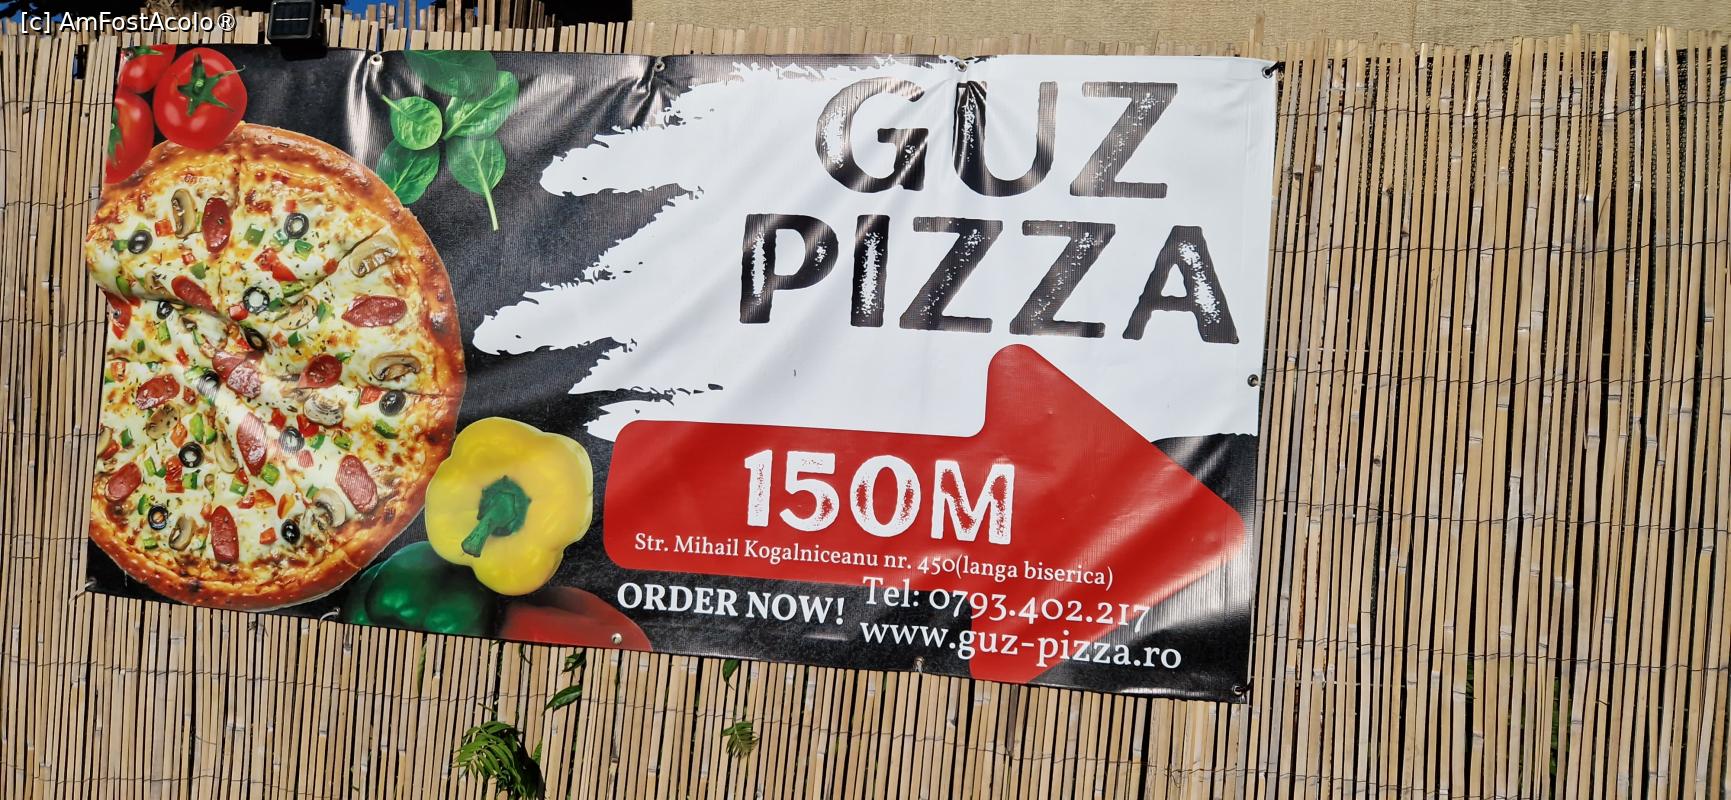 [c] AmFostAcolo®
GUZ
PIZZA
150M
Str. Mihail Kogalniceanu nr. 450(langa biserica)
ORDER NOW! Tel: 0793.402.217
www.guz-pizza.ro